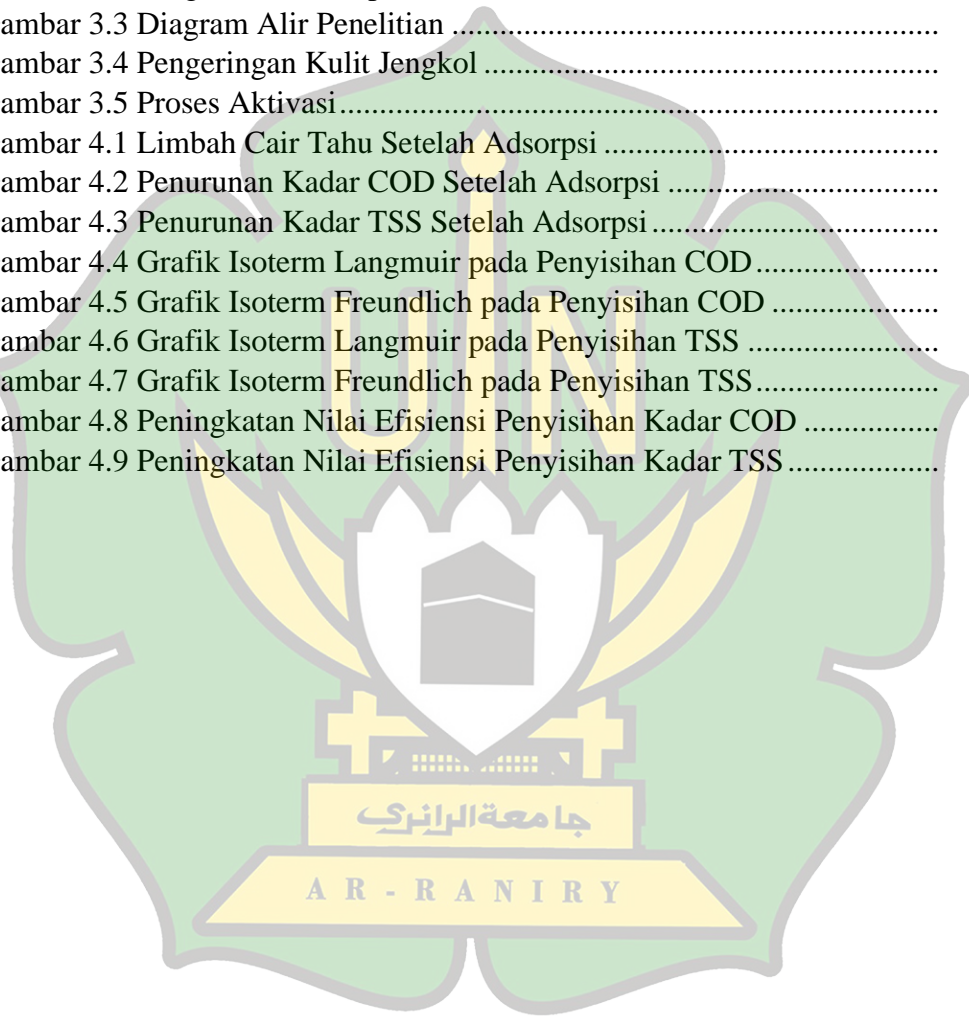 ambar 3.3 Diagram Alir Penelitian ....................................................................................
ambar 3.4 Pengeringan Kulit Jengkol ..............................................................................
ambar 3.5 Proses Aktivasi.......................................................................................................
ambar 4.1 Limbah Cair Tahu Setelah Adsorpsi .........................................................
ambar 4.2 Penurunan Kadar COD Setelah Adsorpsi ..............................................
ambar 4.3 Penurunan Kadar TSS Setelah Adsorpsi.................................................
ambar 4.4 Grafik Isoterm Langmuir pada Penyisihan COD................................
ambar 4.5 Grafik Isoterm Freundlich pada Penyisihan COD .............................
ambar 4.6 Grafik Isoterm Langmuir pada Penyisihan TSS .................................
ambar 4.7 Grafik Isoterm Freundlich pada Penyisihan TSS................................
ambar 4.8 Peningkatan Nilai Efisiensi Penyisihan Kadar COD .......................
ambar 4.9 Peningkatan Nilai Efisiensi Penyisihan Kadar TSS..........................
UIN
جامعة الرانري
AR-RANIRY